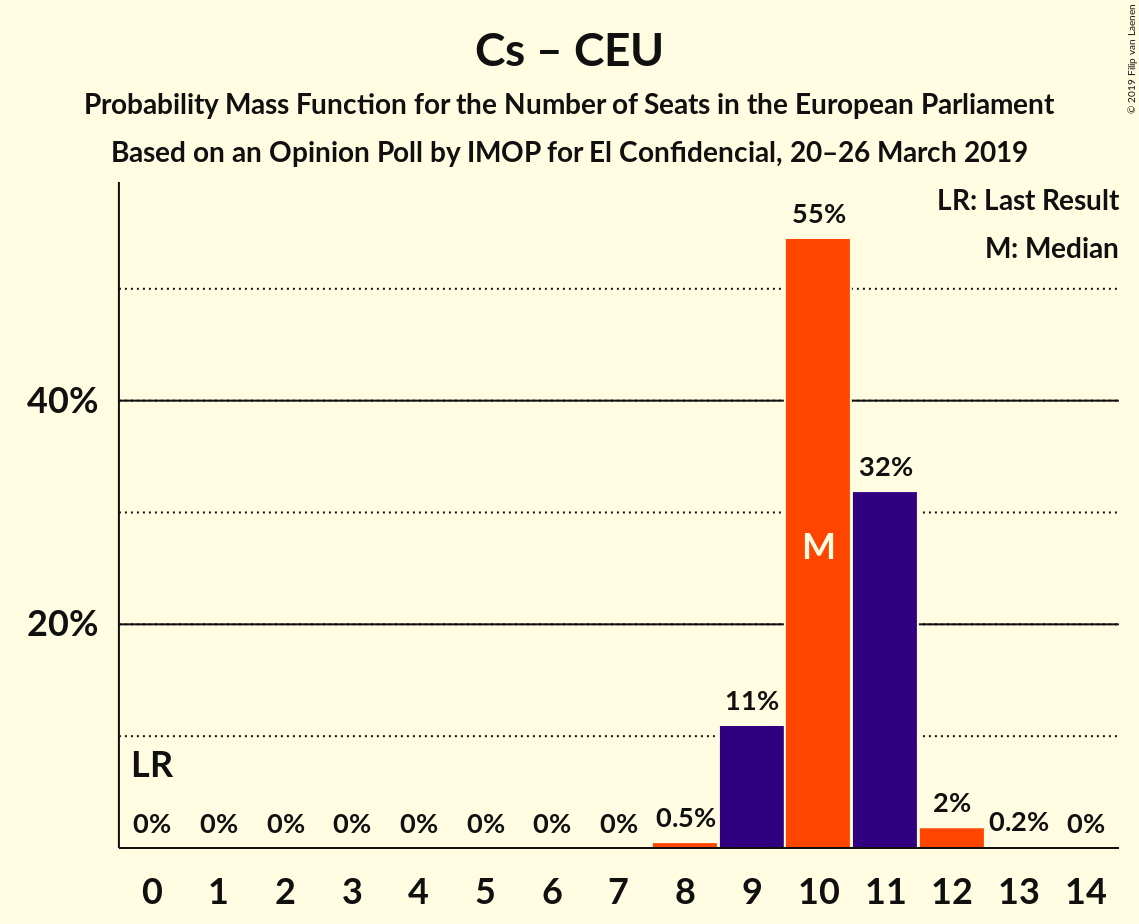 Cs – CEU
Probability Mass Function for the Number of Seats in the European Parliament
Based on an Opinion Poll by IMOP for El Confidencial, 20–26 March 2019
© 2019 Filip van Laenen
LR: Last Result
M: Median
55%
40%
32%
M
20%
11%
LR
0% 0% 0% 0% 0% 0% 0% 0% 0.5% 2% 0.2% 0%
0 1 2 3 4 5 6 7 8 9 10 11 12 13 14